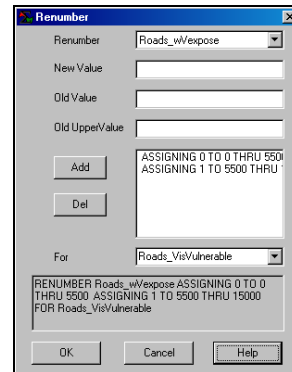 Renumber
Renumber Roads_wVexpose
New Value
Old Value
Old UpperValue
Add
Del
ASSIGNING 0 TO 0 THRU 550
ASSIGNING 1 TO 5500 THRU
For Roads_VisVulnerable
RENUMBER Roads_wVexpose ASSIGNING 0 TO 0
THRU 5500 ASSIGNING 1 TO 5500 THRU 15000
FOR Roads_VisVulnerable
OK Cancel Help